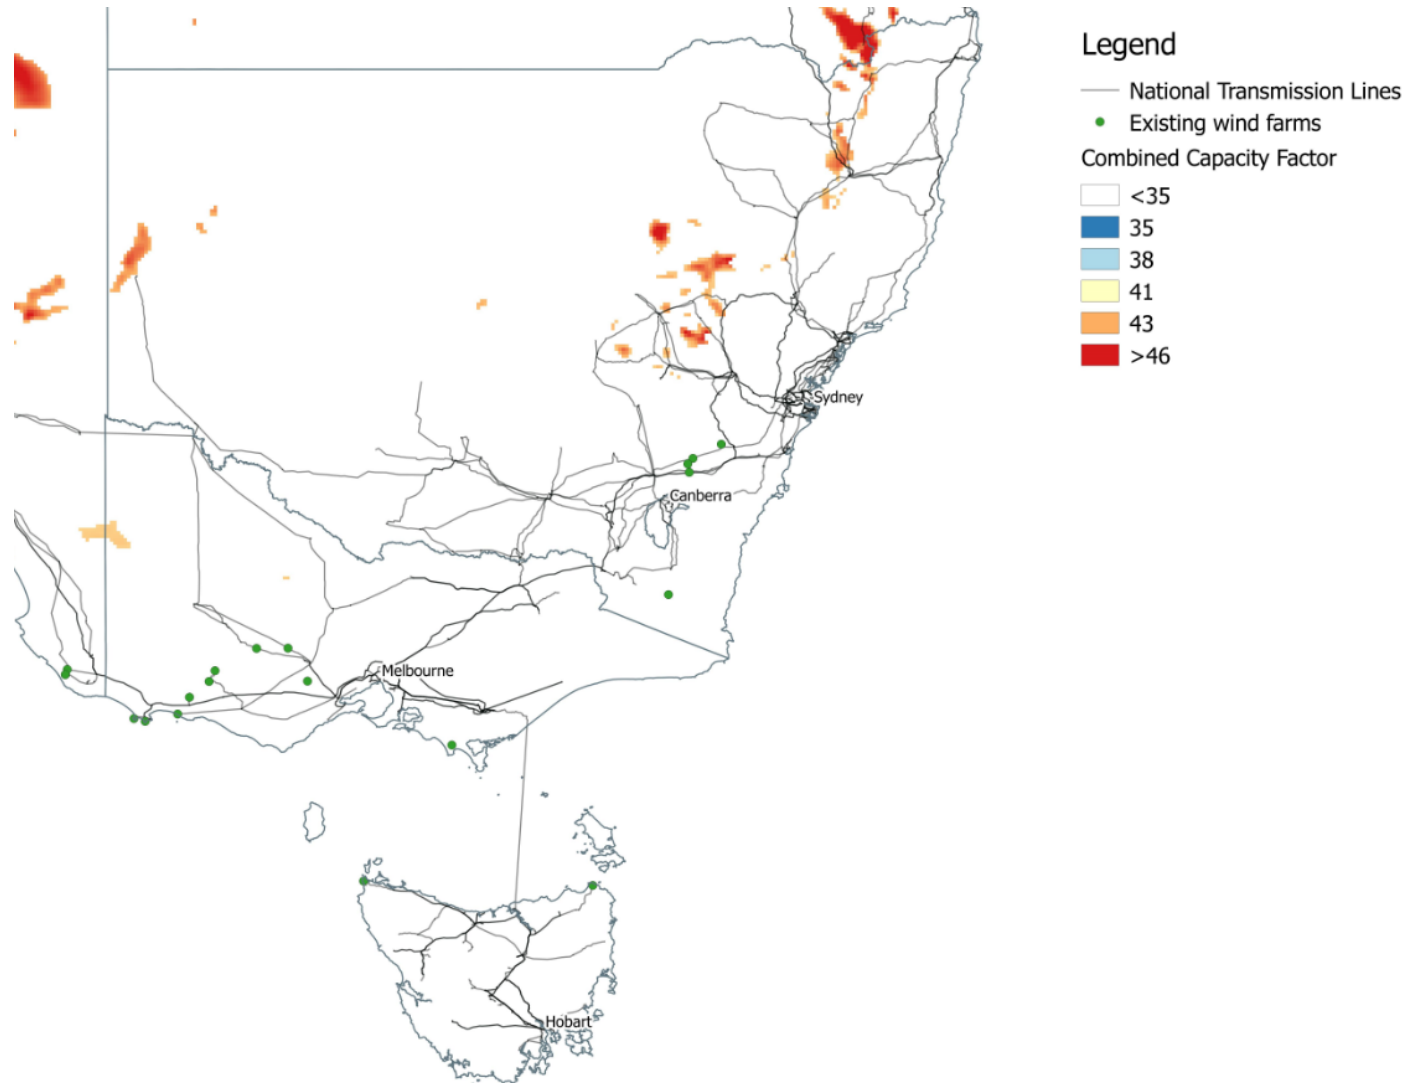 Legend
National Transmission Lines
Existing wind farms
Combined Capacity Factor
<35
35
38
41
43
>46
Sydney
Canberra
Melbourne
Hobart